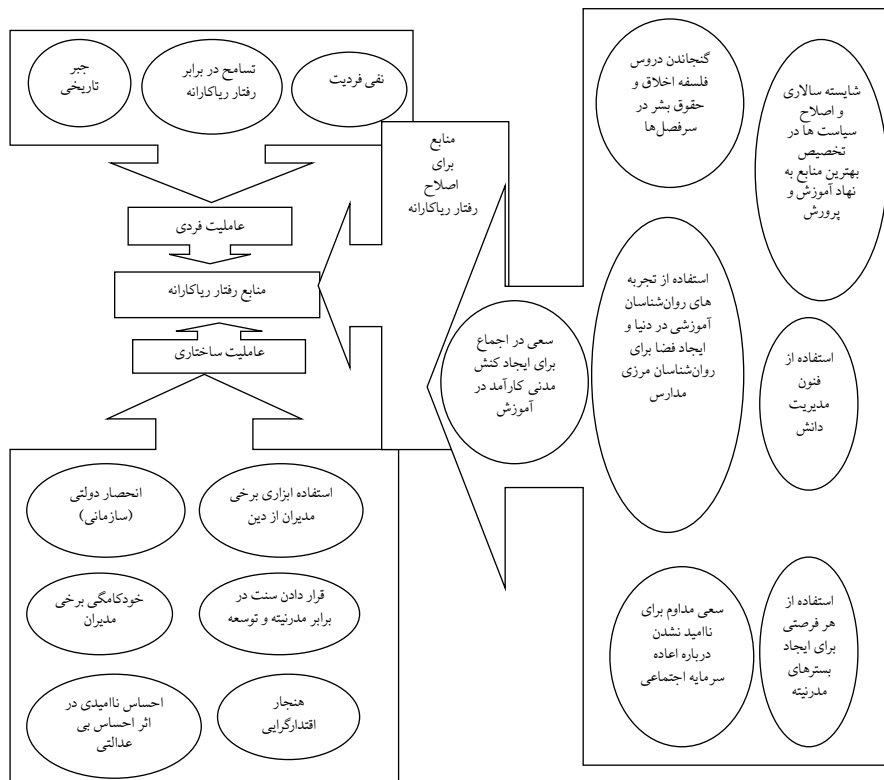 گنجاندن دروس
فلسفه اخلاق و
حقوق بشر در
سرفصل‌ها
شایسته سالاری
و اصلاح
سیاست ها در
تخصیص
بهترین منابع به
نهاد آموزش و
پرورش
استفاده از تجربه
های روان‌شناسان
آموزشی در دنیا و
ایجاد فضا برای
روان‌شناسان مرزی
مدارس
استفاده از
فنون
مدیریت
دانش
سعی مداوم برای
ناامید نشدن
درباره اعاده
سرمایه اجتماعی
استفاده از
هر فرصتی
برای ایجاد
بسترهای
مدرنیته
سعی در اجماع
برای ایجاد کنش
مدنی کارآمد در
آموزش
منابع
برای
اصلاح
رفتار ریاکارانه
نفی فردیت
تسامح در برابر
رفتار ریاکارانه
جبر
تاریخی
عاملیت فردی
منابع رفتار ریاکارانه
عاملیت ساختاری
استفاده ابزاری برخی
مدیران از دین
انحصار دولتی
(سازمانی)
قرار دادن سنت در
برابر مدرنیته و توسعه
خودکامگی برخی
مدیران
هنجار
اقتدارگرایی
احساس ناامیدی در
اثر احساس بی
عدالتی